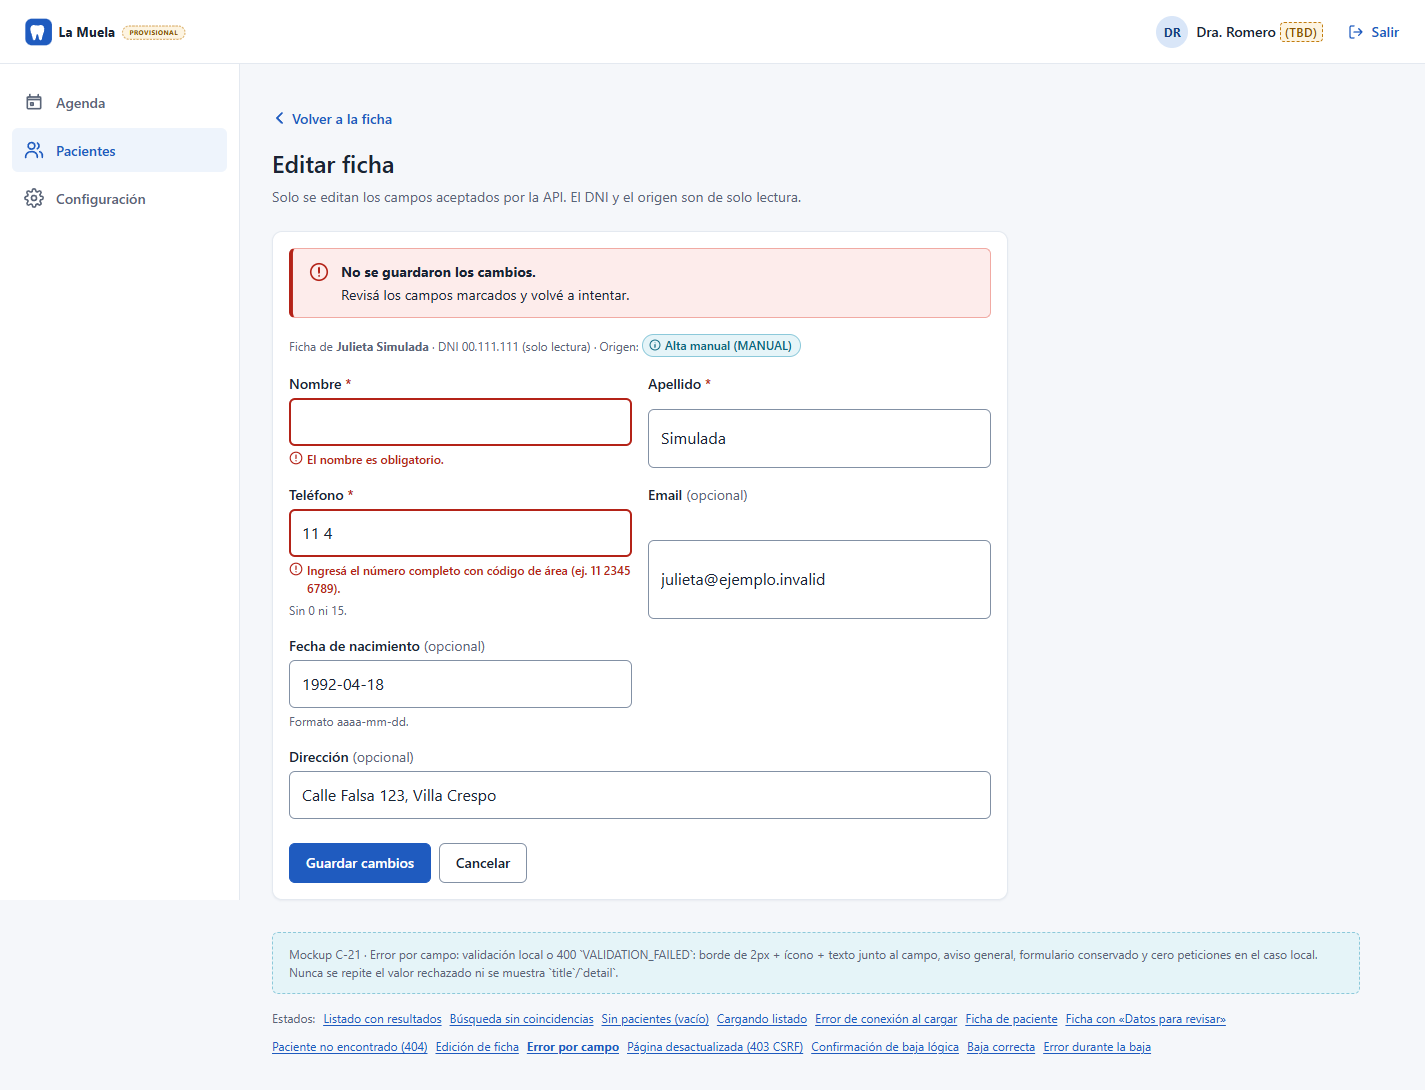 La Muela PROVISIONAL
DR Dra. Romero (TBD) Salir
Agenda
Pacientes
Configuración
Volver a la ficha
Editar ficha
Solo se editan los campos aceptados por la API. El DNI y el origen son de solo lectura.
No se guardaron los cambios.
Revisá los campos marcados y volvé a intentar.
Ficha de Julieta Simulada · DNI 00.111.111 (solo lectura) · Origen: Alta manual (MANUAL)
Nombre * Apellido *
Simulada
El nombre es obligatorio.
Teléfono * Email (opcional)
11 4
julieta@ejemplo.invalid
Ingresá el número completo con código de área (ej. 11 2345
6789).
Sin 0 ni 15.
Fecha de nacimiento (opcional)
1992-04-18
Formato aaaa-mm-dd.
Dirección (opcional)
Calle Falsa 123, Villa Crespo
Guardar cambios Cancelar
Mockup C-21 · Error por campo: validación local o 400 `VALIDATION_FAILED`: borde de 2px + ícono + texto junto al campo, aviso general, formulario conservado y cero peticiones en el caso local.
Nunca se repite el valor rechazado ni se muestra `title`/`detail`.
Estados: Listado con resultados Búsqueda sin coincidencias Sin pacientes (vacío) Cargando listado Error de conexión al cargar Ficha de paciente Ficha con «Datos para revisar»
Paciente no encontrado (404) Edición de ficha Error por campo Página desactualizada (403 CSRF) Confirmación de baja lógica Baja correcta Error durante la baja